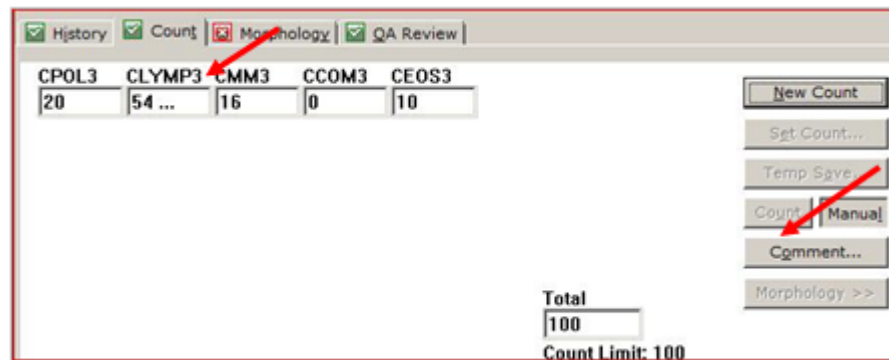 History Count Morphology QA Review
CPOL3 CLYMP3 CMM3 CCOM3 CEOS3
20 54 ... 16 0 10
New Count
Set Count...
Temp Save...
Count Manual
Comment...
Morphology >>
Total
100
Count Limit: 100